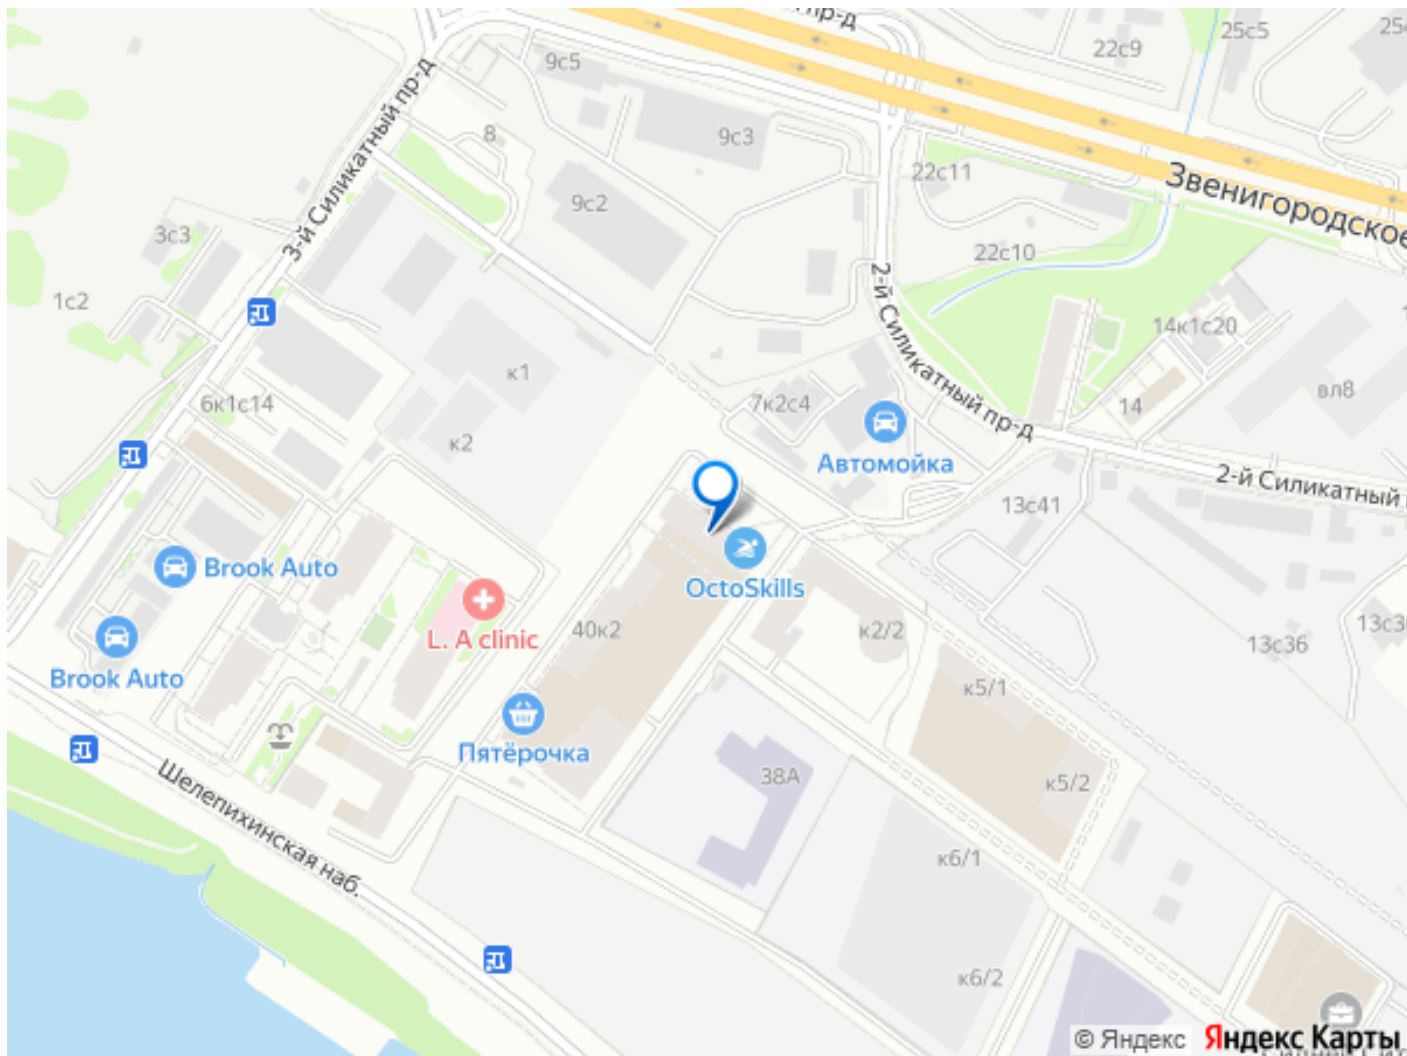 пр-д
25с5
22с9
9с5
3-й Силикатный пр-д
8
9с3
22с11
Звенигородское
9с2
3с3
22с10
1с2
2-й Силикатный пр-д
14к1с20
к1
вл8
6к1с14
7к2с4
14
к2
Автомойка
2-й Силикатный
13с41
Brook Auto
OctoSkills
L. A clinic
40к2
к2/2
13с36
Brook Auto
к5/1
Пятёрочка
38А
к5/2
Шелепихинская наб.
к6/1
к6/2
© Яндекс Яндекс Карты